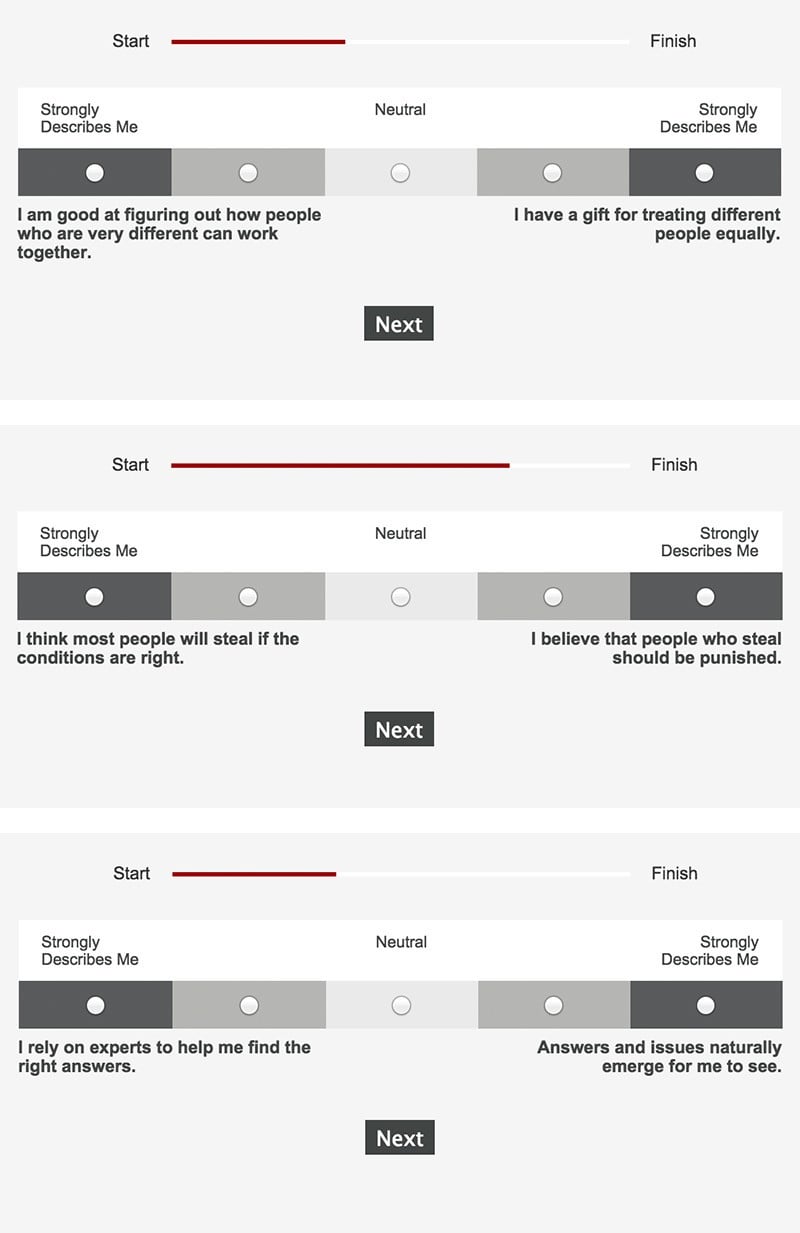 Start
Finish
Strongly
Describes Me
Neutral
Strongly
Describes Me
I am good at figuring out how people
who are very different can work
together.
I have a gift for treating different
people equally.
Next
Start
Finish
Strongly
Describes Me
Neutral
Strongly
Describes Me
I think most people will steal if the
conditions are right.
I believe that people who steal
should be punished.
Next
Start
Finish
Strongly
Describes Me
Neutral
Strongly
Describes Me
I rely on experts to help me find the
right answers.
Answers and issues naturally
emerge for me to see.
Next